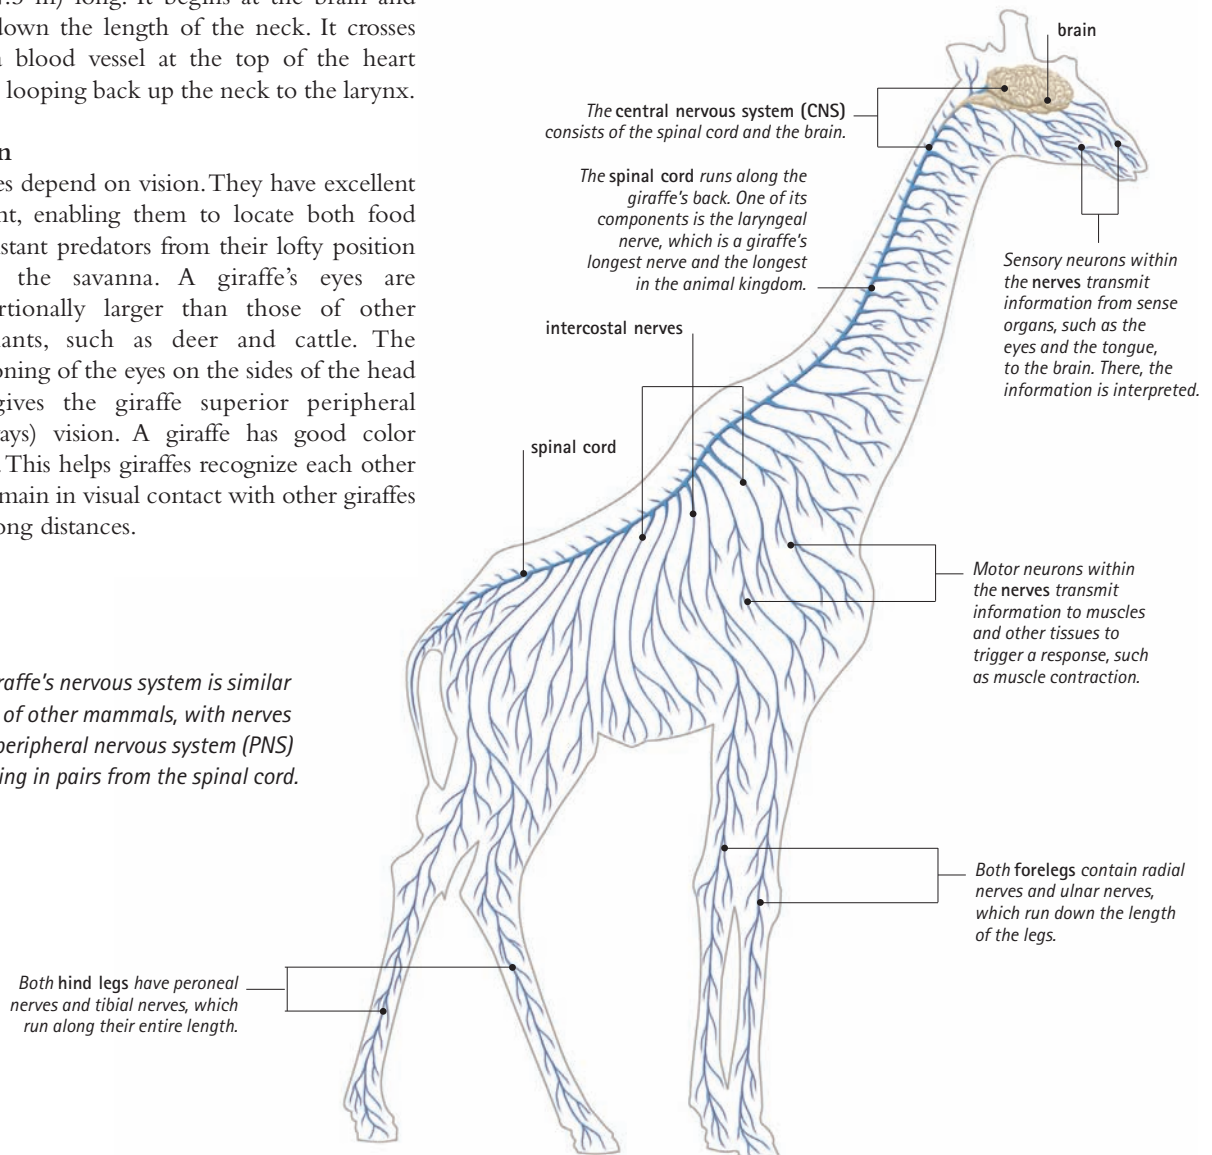 m) long. It begins at the brain and
down the length of the neck. It crosses
blood vessel at the top of the heart
looping back up the neck to the larynx.
n
es depend on vision. They have excellent
nt, enabling them to locate both food
istant predators from their lofty position
the savanna. A giraffe's eyes are
ortionally larger than those of other
nants, such as deer and cattle. The
oning of the eyes on the sides of the head
gives the giraffe superior peripheral
ays) vision. A giraffe has good color
. This helps giraffes recognize each other
main in visual contact with other giraffes
ong distances.
raffe's nervous system is similar
of other mammals, with nerves
peripheral nervous system (PNS)
ing in pairs from the spinal cord.
brain
The central nervous system (CNS)
consists of the spinal cord and the brain.
The spinal cord runs along the
giraffe's back. One of its
components is the laryngeal
nerve, which is a giraffe's
longest nerve and the longest
in the animal kingdom.
Sensory neurons within
the nerves transmit
information from sense
organs, such as the
eyes and the tongue,
to the brain. There, the
information is interpreted.
intercostal nerves
spinal cord
Motor neurons within
the nerves transmit
information to muscles
and other tissues to
trigger a response, such
as muscle contraction.
Both forelegs contain radial
nerves and ulnar nerves,
which run down the length
of the legs.
Both hind legs have peroneal
nerves and tibial nerves, which
run along their entire length.